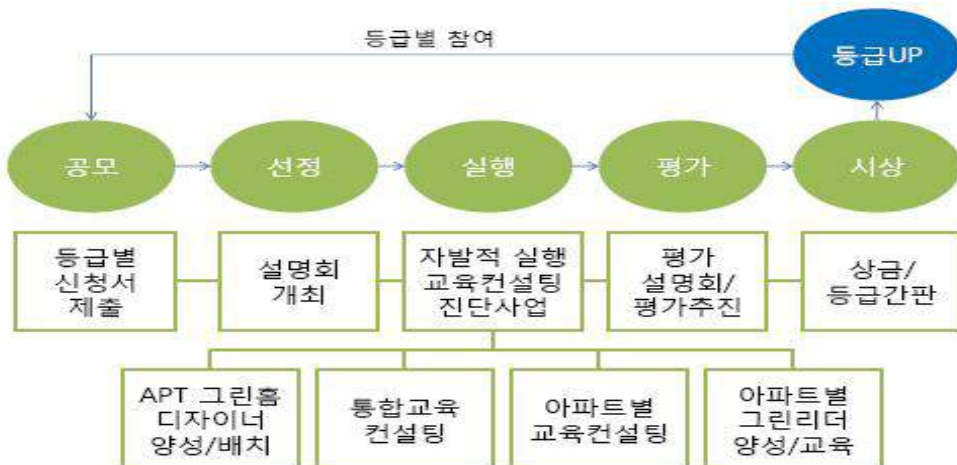 등급별 참여
등급UP
공모
선정
실행
평가
시상
등급별
신청서
제출
설명회
개최
자발적 실행
교육컨설팅
진단사업
평가
설명회/
평가추진
상금/
등급간판
APT 그린홈
디자이너
양성/배치
통합교육
컨설팅
아파트별
교육컨설팅
아파트별
그린리더
양성/교육